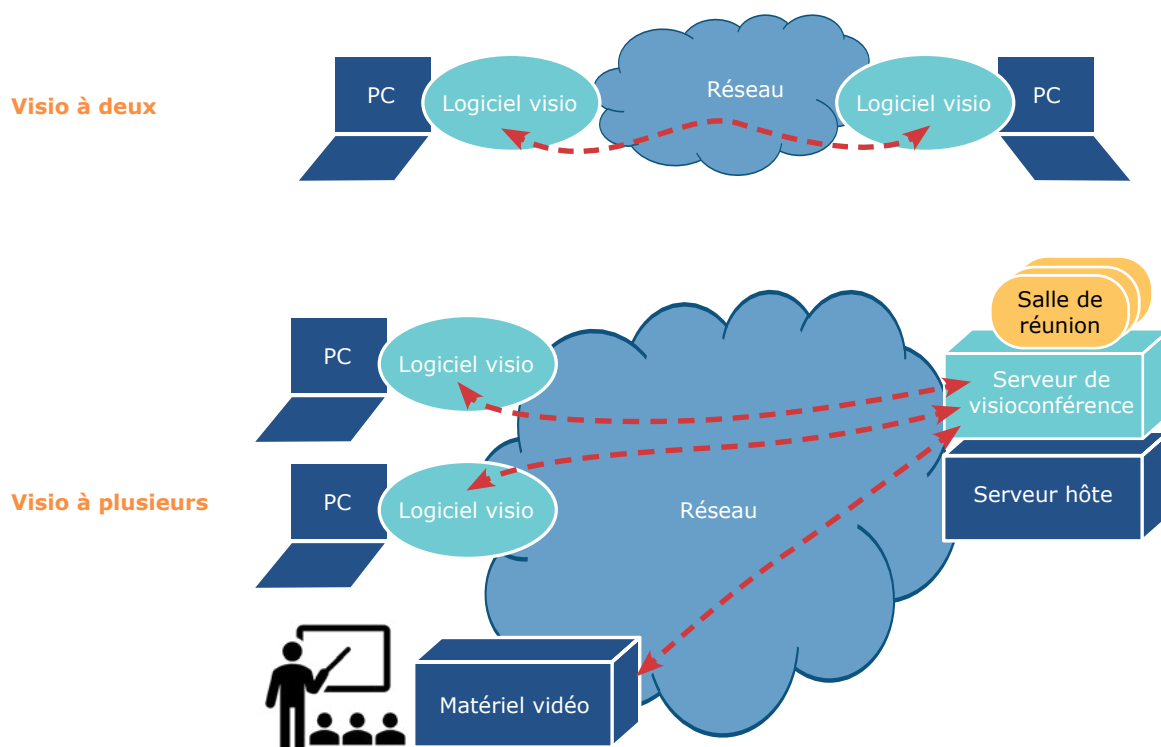 Visio à deux
PC
Logiciel visio
Réseau
Logiciel visio
PC
Visio à plusieurs
PC
Logiciel visio
PC
Logiciel visio
Réseau
Salle de
réunion
Serveur de
visioconférence
Serveur hôte
Matériel vidéo